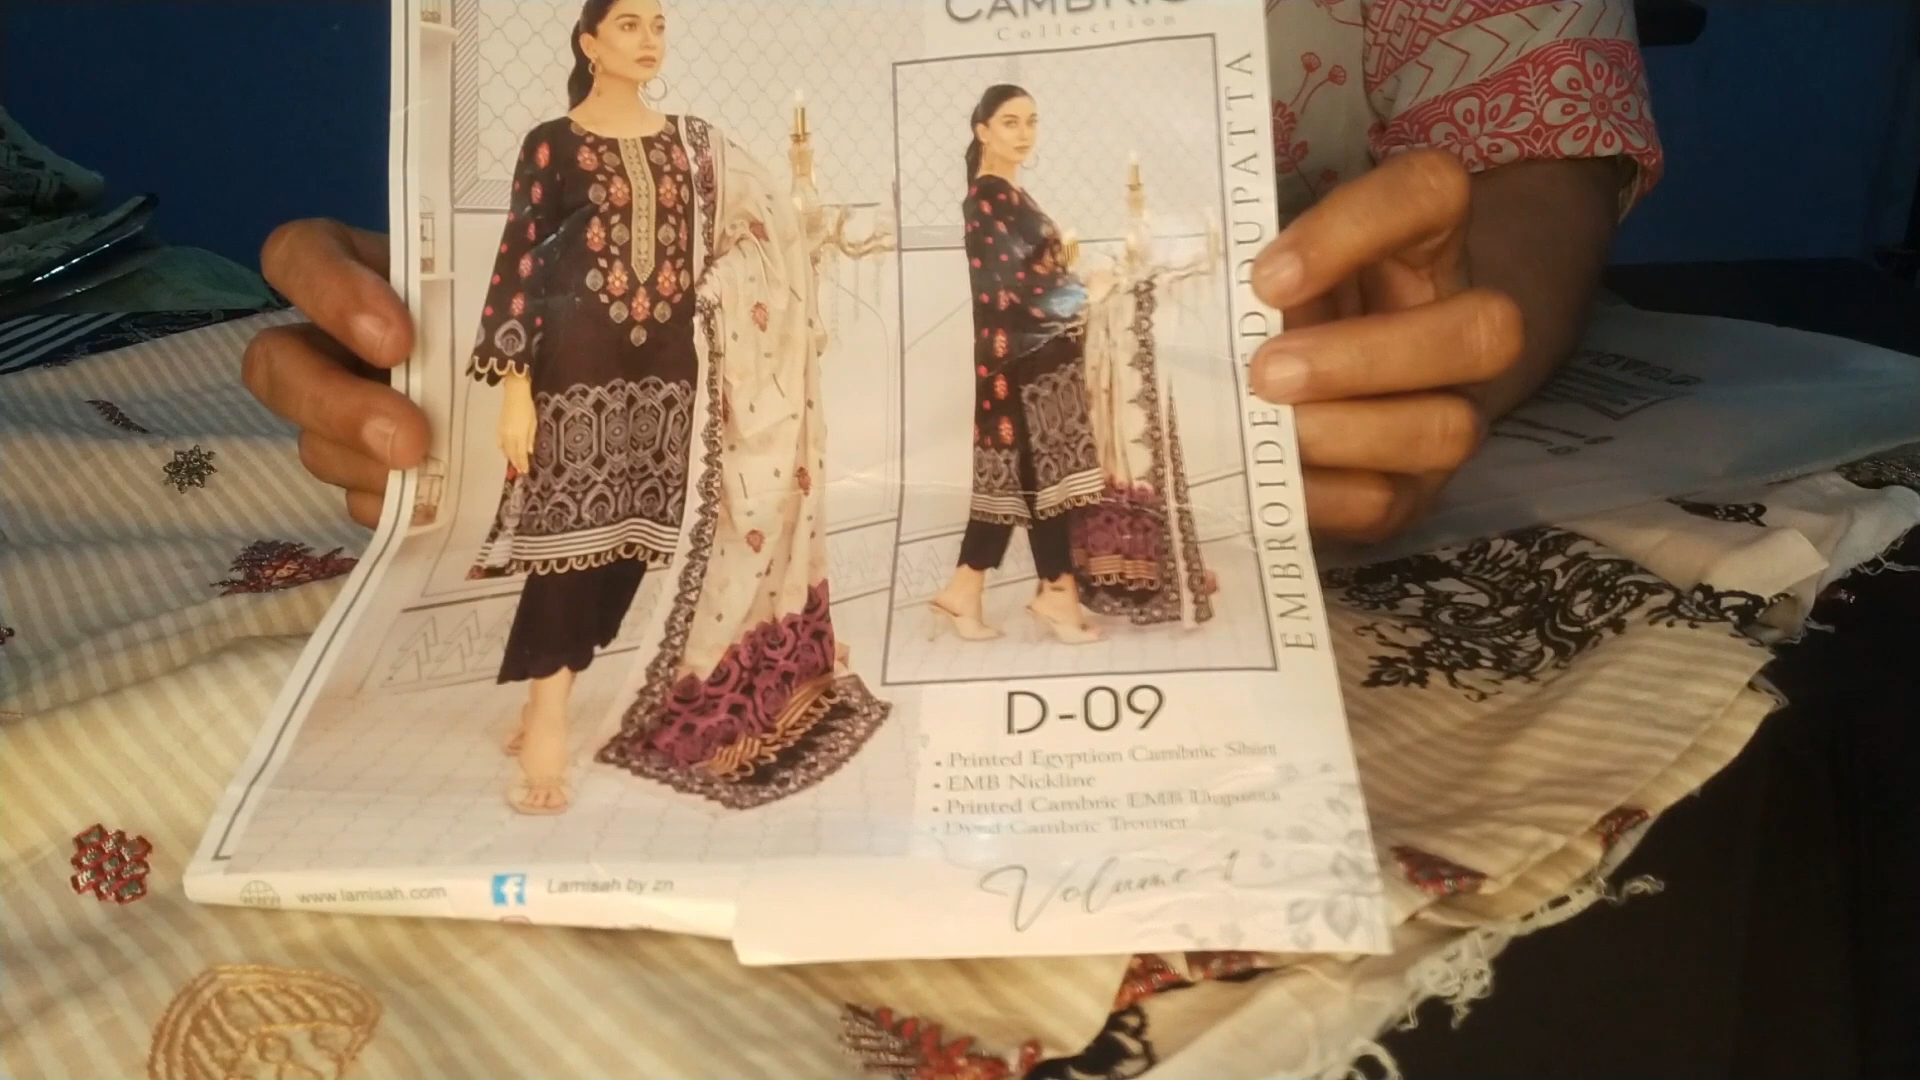 CAMBRIC
Collection
EMBROIDERED DUPATTA
D-09
• Printed Egyption Cambric Shirt
• EMB Nickline
• Printed Cambric EMB Dupatta
• Dyed Cambric Trouser
Volume-1
www.lamisah.com
Lamisah by zn